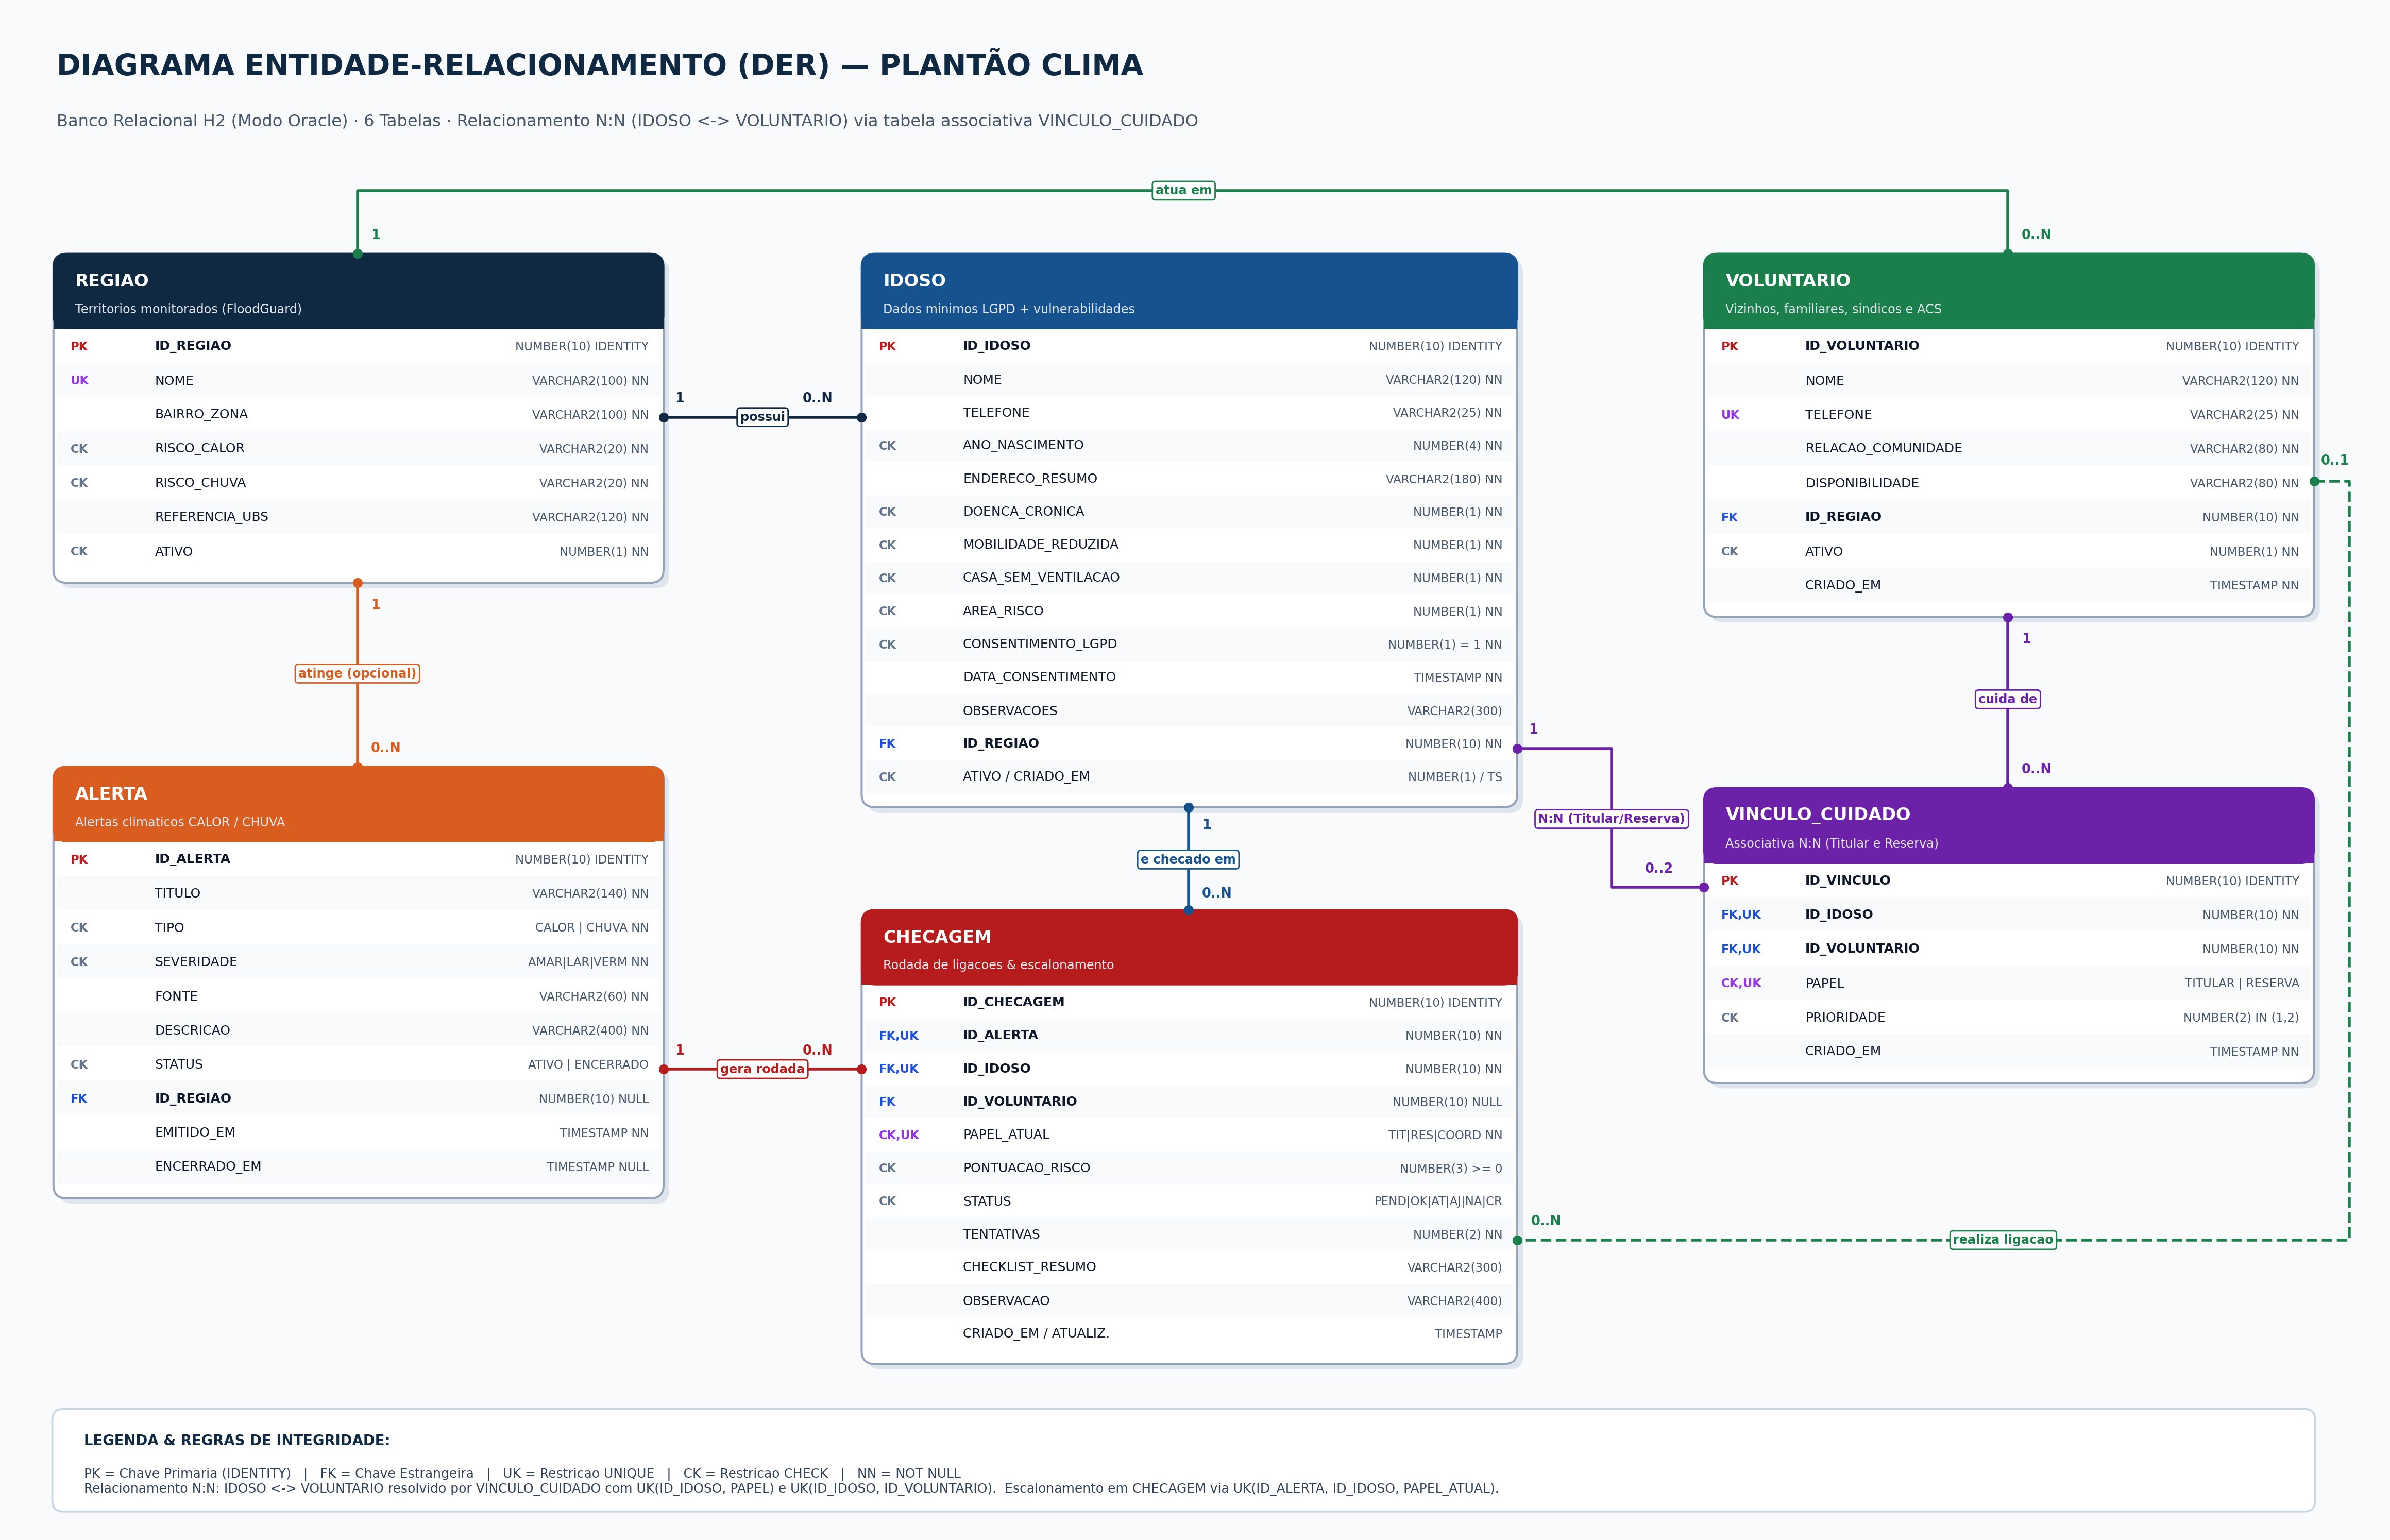 DIAGRAMA ENTIDADE-RELACIONAMENTO (DER) — PLANTÃO CLIMA
Banco Relacional H2 (Modo Oracle) · 6 Tabelas · Relacionamento N:N (IDOSO <-> VOLUNTARIO) via tabela associativa VINCULO_CUIDADO
atua em
1
0..N
REGIAO
Territorios monitorados (FloodGuard)
PK ID_REGIAO NUMBER(10) IDENTITY
UK NOME VARCHAR2(100) NN
BAIRRO_ZONA VARCHAR2(100) NN
CK RISCO_CALOR VARCHAR2(20) NN
CK RISCO_CHUVA VARCHAR2(20) NN
REFERENCIA_UBS VARCHAR2(120) NN
CK ATIVO NUMBER(1) NN
1
possui
0..N
IDOSO
Dados minimos LGPD + vulnerabilidades
PK ID_IDOSO NUMBER(10) IDENTITY
NOME VARCHAR2(120) NN
TELEFONE VARCHAR2(25) NN
CK ANO_NASCIMENTO NUMBER(4) NN
ENDERECO_RESUMO VARCHAR2(180) NN
CK DOENCA_CRONICA NUMBER(1) NN
CK MOBILIDADE_REDUZIDA NUMBER(1) NN
CK CASA_SEM_VENTILACAO NUMBER(1) NN
CK AREA_RISCO NUMBER(1) NN
CK CONSENTIMENTO_LGPD NUMBER(1) = 1 NN
DATA_CONSENTIMENTO TIMESTAMP NN
OBSERVACOES VARCHAR2(300)
FK ID_REGIAO NUMBER(10) NN
CK ATIVO / CRIADO_EM NUMBER(1) / TS
VOLUNTARIO
Vizinhos, familiares, sindicos e ACS
PK ID_VOLUNTARIO NUMBER(10) IDENTITY
NOME VARCHAR2(120) NN
UK TELEFONE VARCHAR2(25) NN
RELACAO_COMUNIDADE VARCHAR2(80) NN
DISPONIBILIDADE VARCHAR2(80) NN
FK ID_REGIAO NUMBER(10) NN
CK ATIVO NUMBER(1) NN
CRIADO_EM TIMESTAMP NN
0..1
1
atinge (opcional)
0..N
1
cuida de
0..N
1
N:N (Titular/Reserva)
0..2
1
e checado em
0..N
ALERTA
Alertas climaticos CALOR / CHUVA
PK ID_ALERTA NUMBER(10) IDENTITY
TITULO VARCHAR2(140) NN
CK TIPO CALOR | CHUVA NN
CK SEVERIDADE AMAR|LAR|VERM NN
FONTE VARCHAR2(60) NN
DESCRICAO VARCHAR2(400) NN
CK STATUS ATIVO | ENCERRADO
FK ID_REGIAO NUMBER(10) NULL
EMITIDO_EM TIMESTAMP NN
ENCERRADO_EM TIMESTAMP NULL
1
gera rodada
0..N
CHECAGEM
Rodada de ligacoes & escalonamento
PK ID_CHECAGEM NUMBER(10) IDENTITY
FK,UK ID_ALERTA NUMBER(10) NN
FK,UK ID_IDOSO NUMBER(10) NN
FK ID_VOLUNTARIO NUMBER(10) NULL
CK,UK PAPEL_ATUAL TIT|RES|COORD NN
CK PONTUACAO_RISCO NUMBER(3) >= 0
CK STATUS PEND|OK|AT|AJ|NA|CR
TENTATIVAS NUMBER(2) NN
CHECKLIST_RESUMO VARCHAR2(300)
OBSERVACAO VARCHAR2(400)
CRIADO_EM / ATUALIZ. TIMESTAMP
VINCULO_CUIDADO
Associativa N:N (Titular e Reserva)
PK ID_VINCULO NUMBER(10) IDENTITY
FK,UK ID_IDOSO NUMBER(10) NN
FK,UK ID_VOLUNTARIO NUMBER(10) NN
CK,UK PAPEL TITULAR | RESERVA
CK PRIORIDADE NUMBER(2) IN (1,2)
CRIADO_EM TIMESTAMP NN
0..N
realiza ligacao
LEGENDA & REGRAS DE INTEGRIDADE:
PK = Chave Primaria (IDENTITY) | FK = Chave Estrangeira | UK = Restricao UNIQUE | CK = Restricao CHECK | NN = NOT NULL
Relacionamento N:N: IDOSO <-> VOLUNTARIO resolvido por VINCULO_CUIDADO com UK(ID_IDOSO, PAPEL) e UK(ID_IDOSO, ID_VOLUNTARIO). Escalonamento em CHECAGEM via UK(ID_ALERTA, ID_IDOSO, PAPEL_ATUAL).